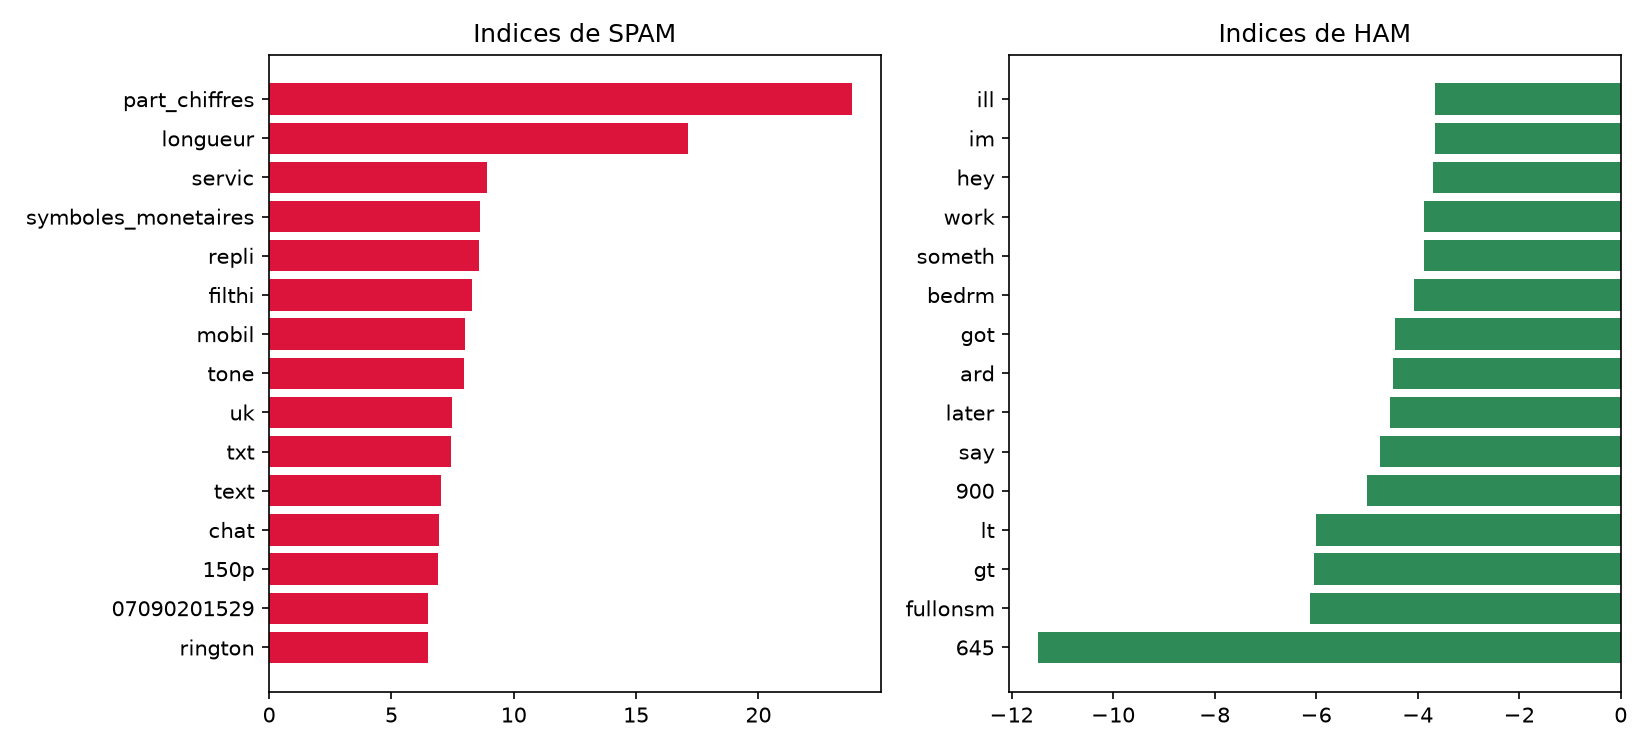 Indices de SPAM
part_chiffres
longueur
servic
symboles_monetaires
repli
filthi
mobil
tone
uk
txt
text
chat
150p
07090201529
rington
0 5 10 15 20
Indices de HAM
ill
im
hey
work
someth
bedrm
got
ard
later
say
900
lt
gt
fullonsm
645
−12 −10 −8 −6 −4 −2 0